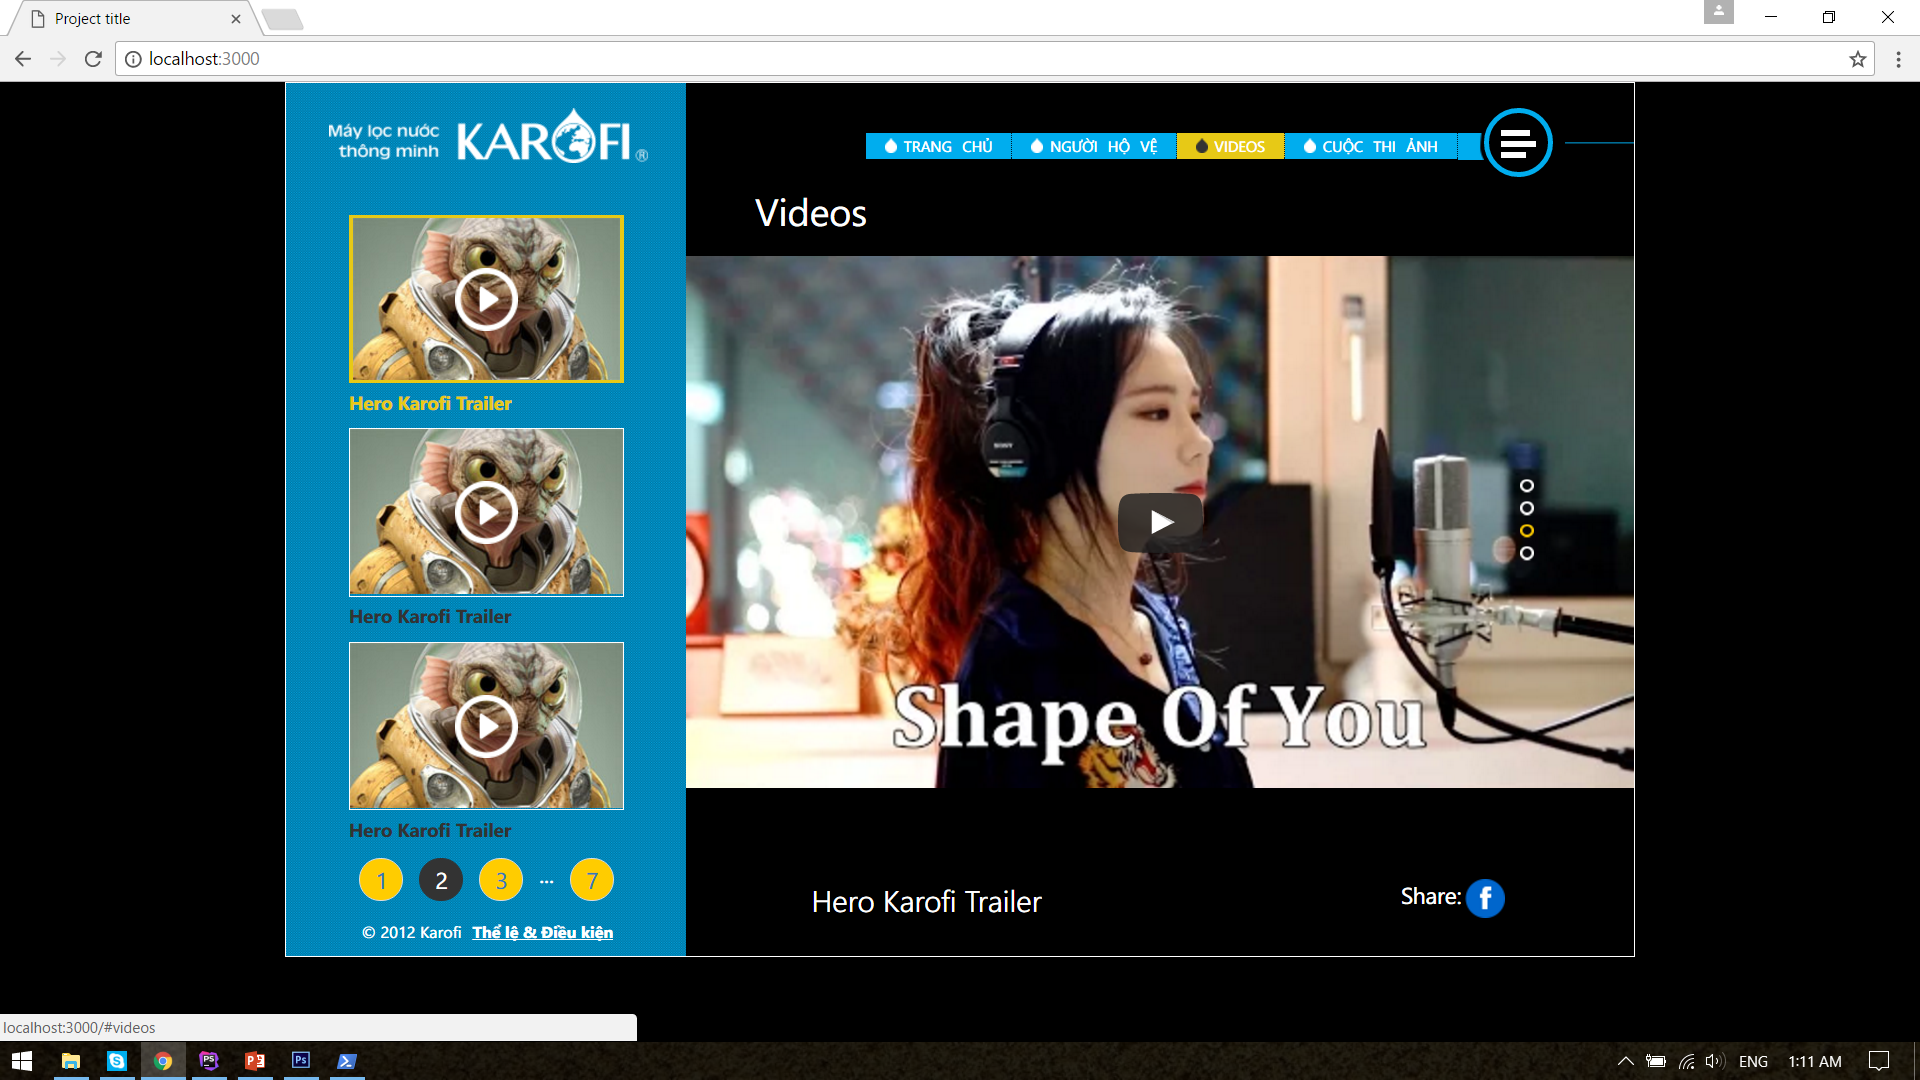 Project title
localhost:3000
Máy lọc nước
thông minh
KAROFI®
TRANG CHỦ
NGƯỜI HỘ VỆ
VIDEOS
CUỘC THI ẢNH
Videos
Hero Karofi Trailer
Hero Karofi Trailer
Hero Karofi Trailer
1 2 3 ... 7
© 2012 Karofi Thể lệ & Điều kiện
SONY
Shape Of You
Hero Karofi Trailer
Share: f
localhost:3000/#videos
ENG
1:11 AM